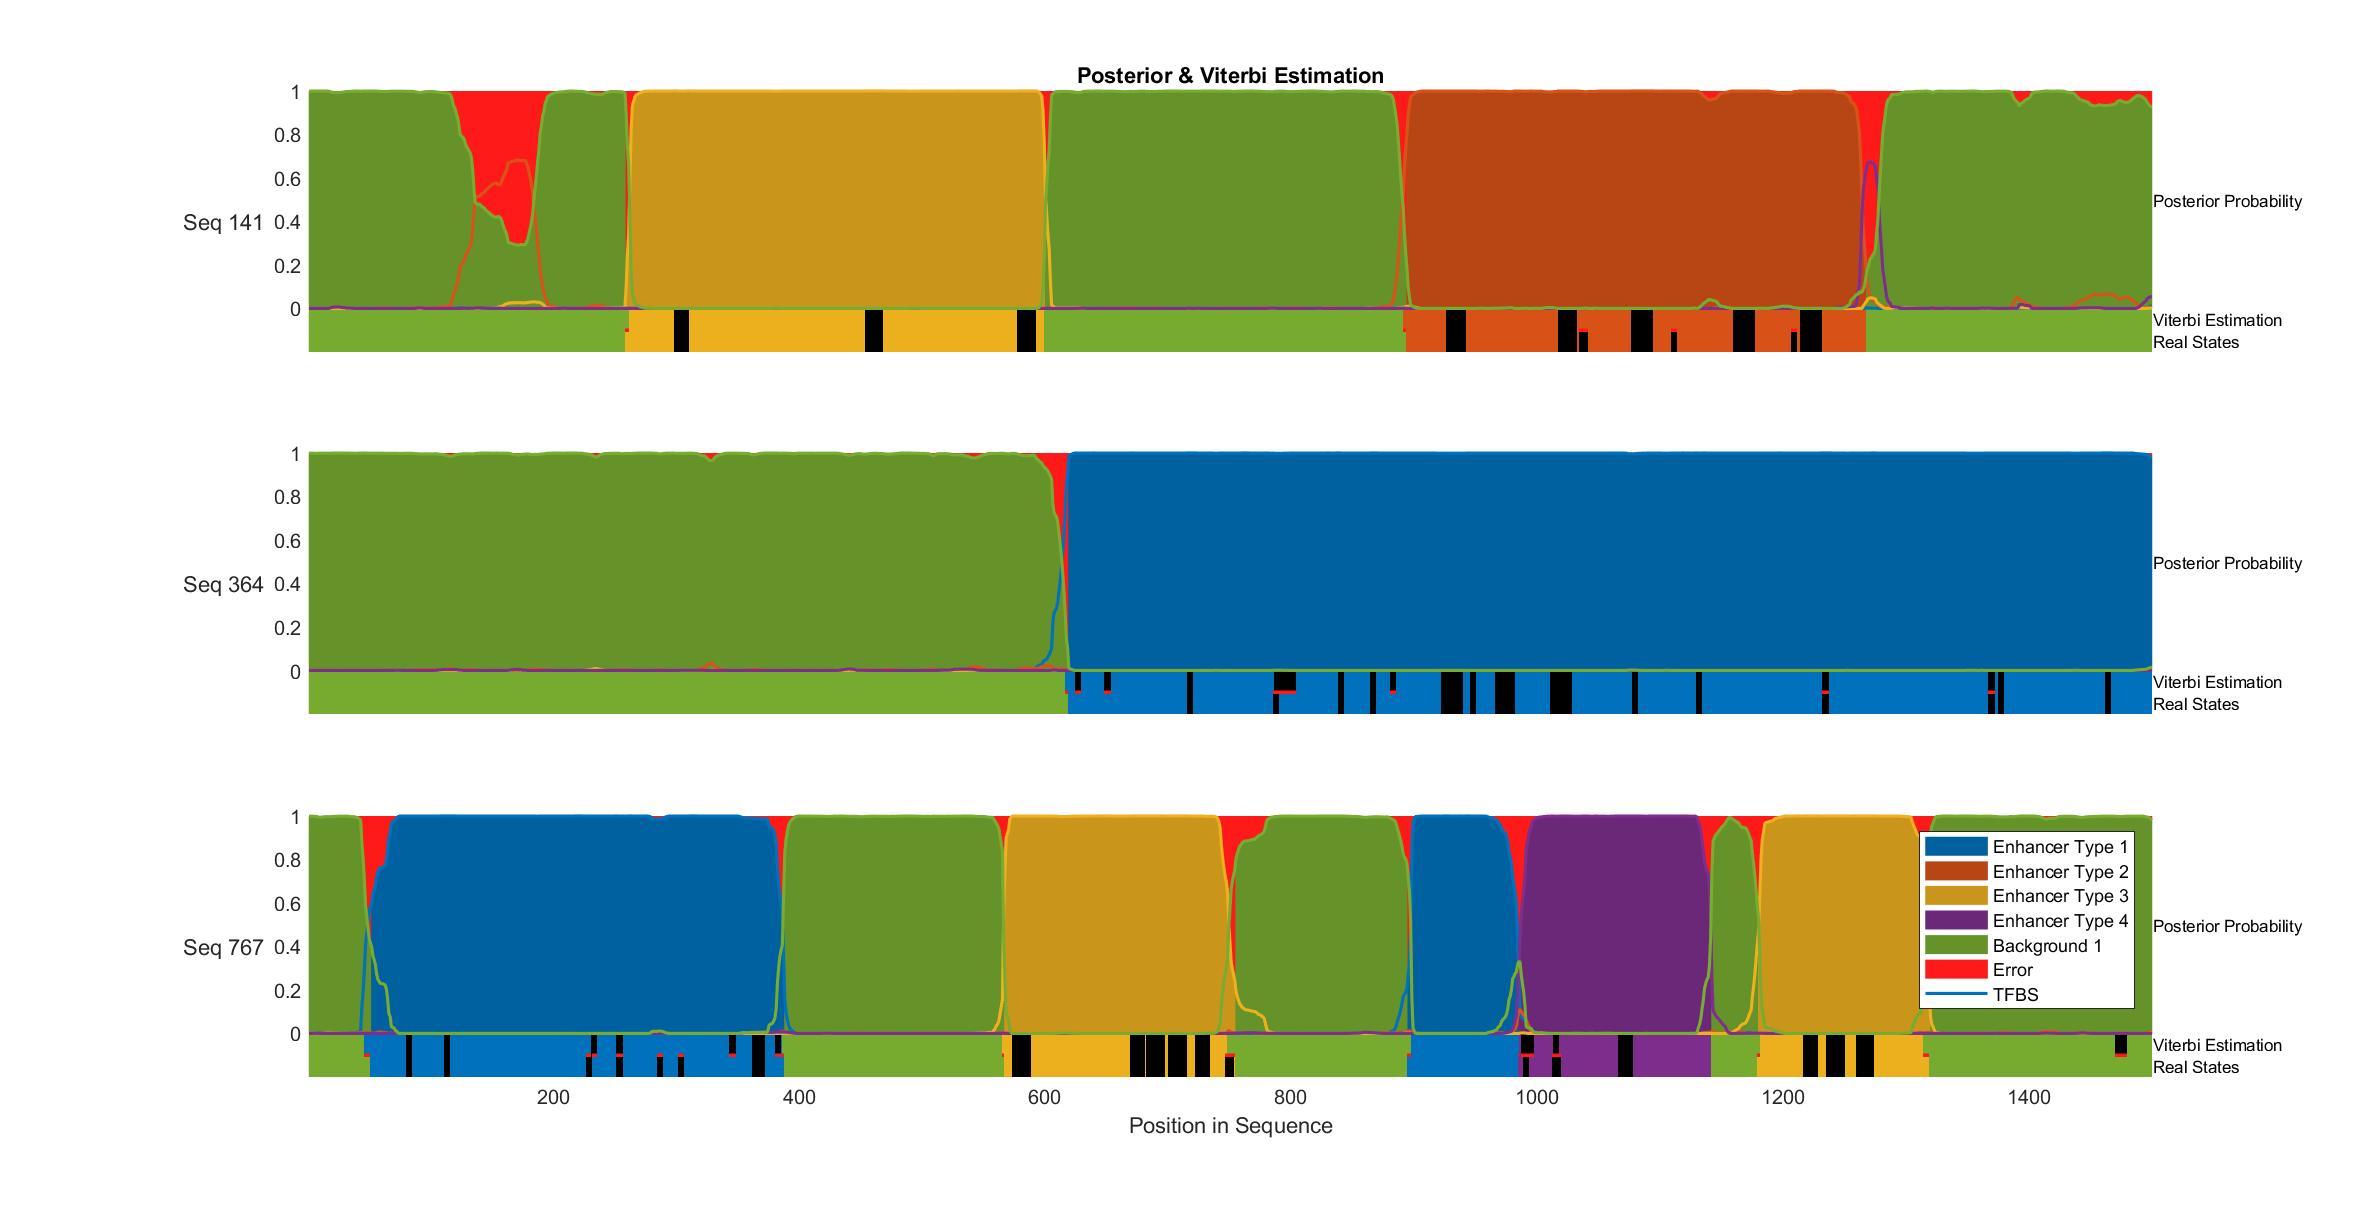 Posterior & Viterbi Estimation
1
0.8
0.6
0.4
0.2
0
Seq 141
Posterior Probability
Viterbi Estimation
Real States
1
0.8
0.6
0.4
0.2
0
Seq 364
Posterior Probability
Viterbi Estimation
Real States
1
0.8
0.6
0.4
0.2
0
Seq 767
Enhancer Type 1
Enhancer Type 2
Enhancer Type 3
Enhancer Type 4
Background 1
Error
TFBS
Posterior Probability
Viterbi Estimation
Real States
200 400 600 800 1000 1200 1400
Position in Sequence